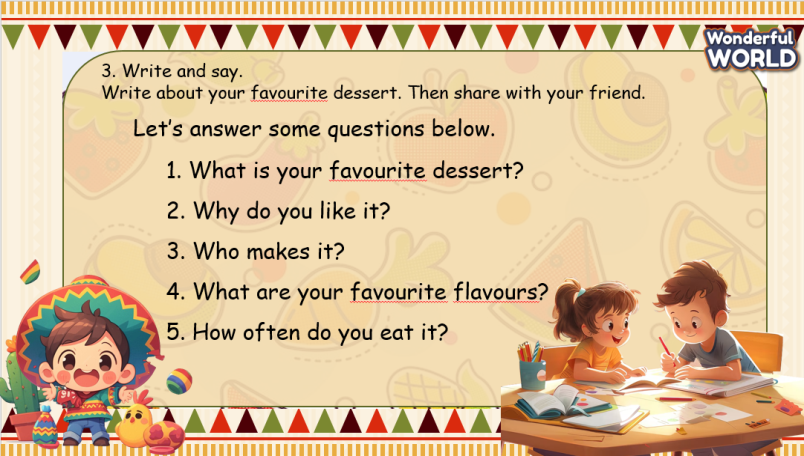 Wonderful
WORLD
3. Write and say.
Write about your favourite dessert. Then share with your friend.
Let's answer some questions below.
1. What is your favourite dessert?
2. Why do you like it?
3. Who makes it?
4. What are your favourite flavours?
5. How often do you eat it?